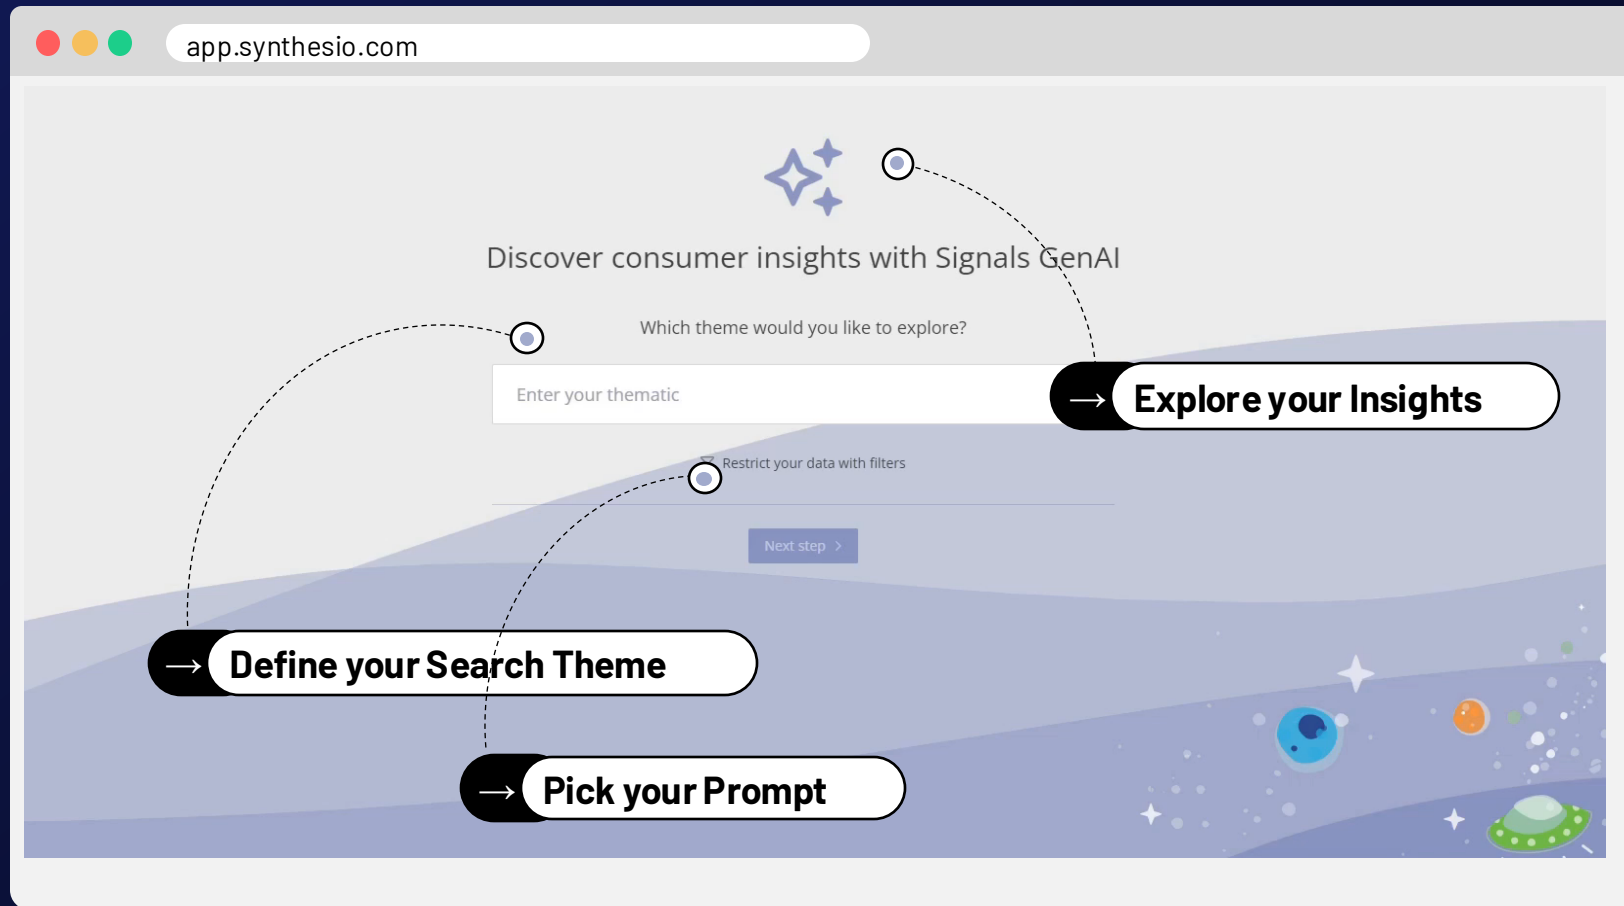 app.synthesio.com
Discover consumer insights with Signals GenAI
Which theme would you like to explore?
Enter your thematic
→ Explore your Insights
Restrict your data with filters
Next step >
→ Define your Search Theme
→ Pick your Prompt